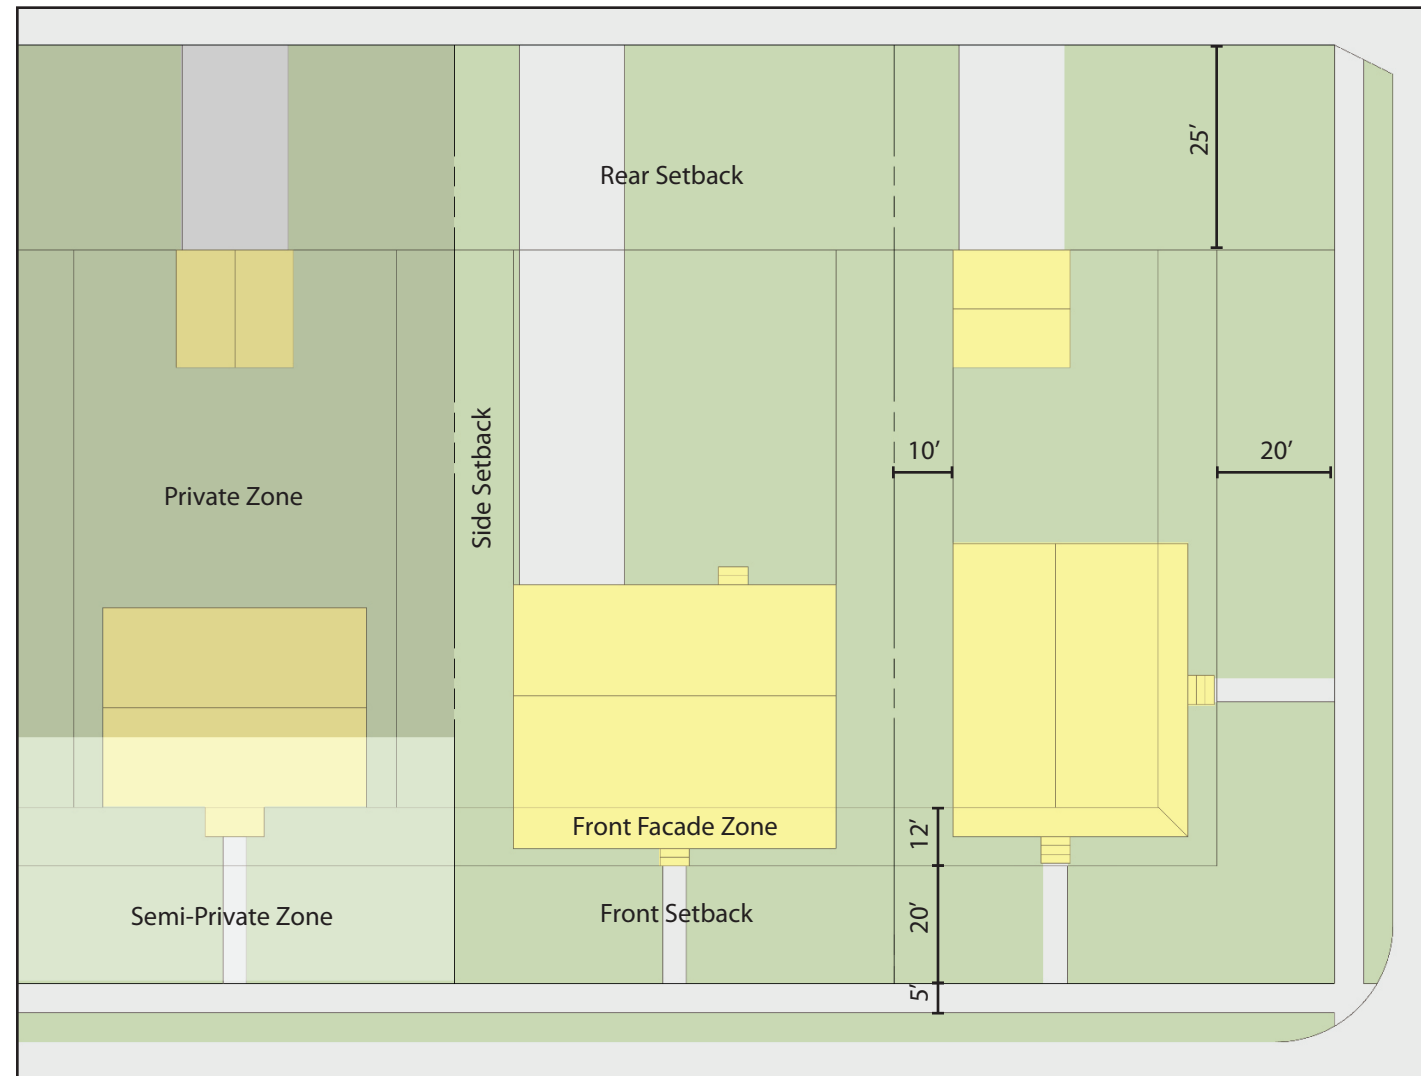 25’
Rear Setback
Side Setback
10’
20’
Private Zone
Front Facade Zone
12’
Semi-Private Zone
Front Setback
20’
5’